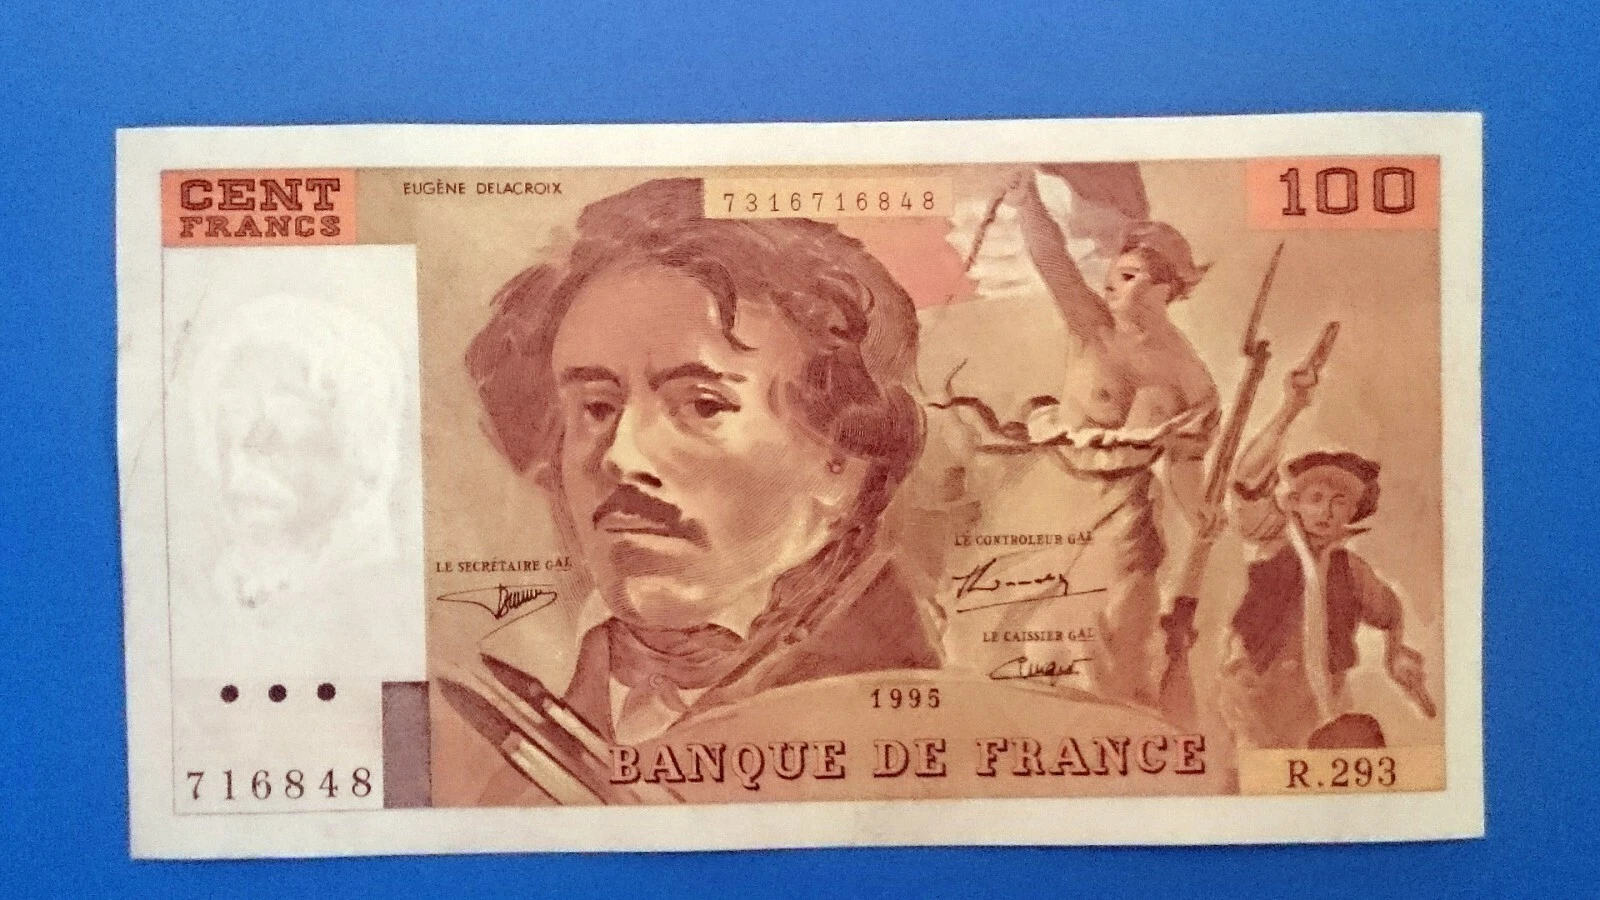 CENT
FRANCS
EUGÈNE DELACROIX
7316716848
100
LE CONTROLEUR GAL
LE SECRÉTAIRE GAL
LE CAISSIER GAL
1995
BANQUE DE FRANCE
716848
R.293